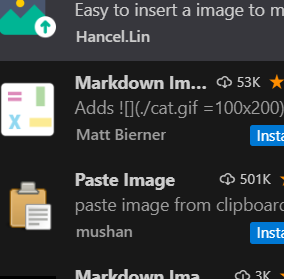 Easy to insert a image to m
Hancel.Lin
Markdown Im... 53K
Adds ![](./cat.gif =100x200)
Matt Bierner Insta
Paste Image 501K
paste image from clipboard
mushan Insta
Markdown Ima... 3K